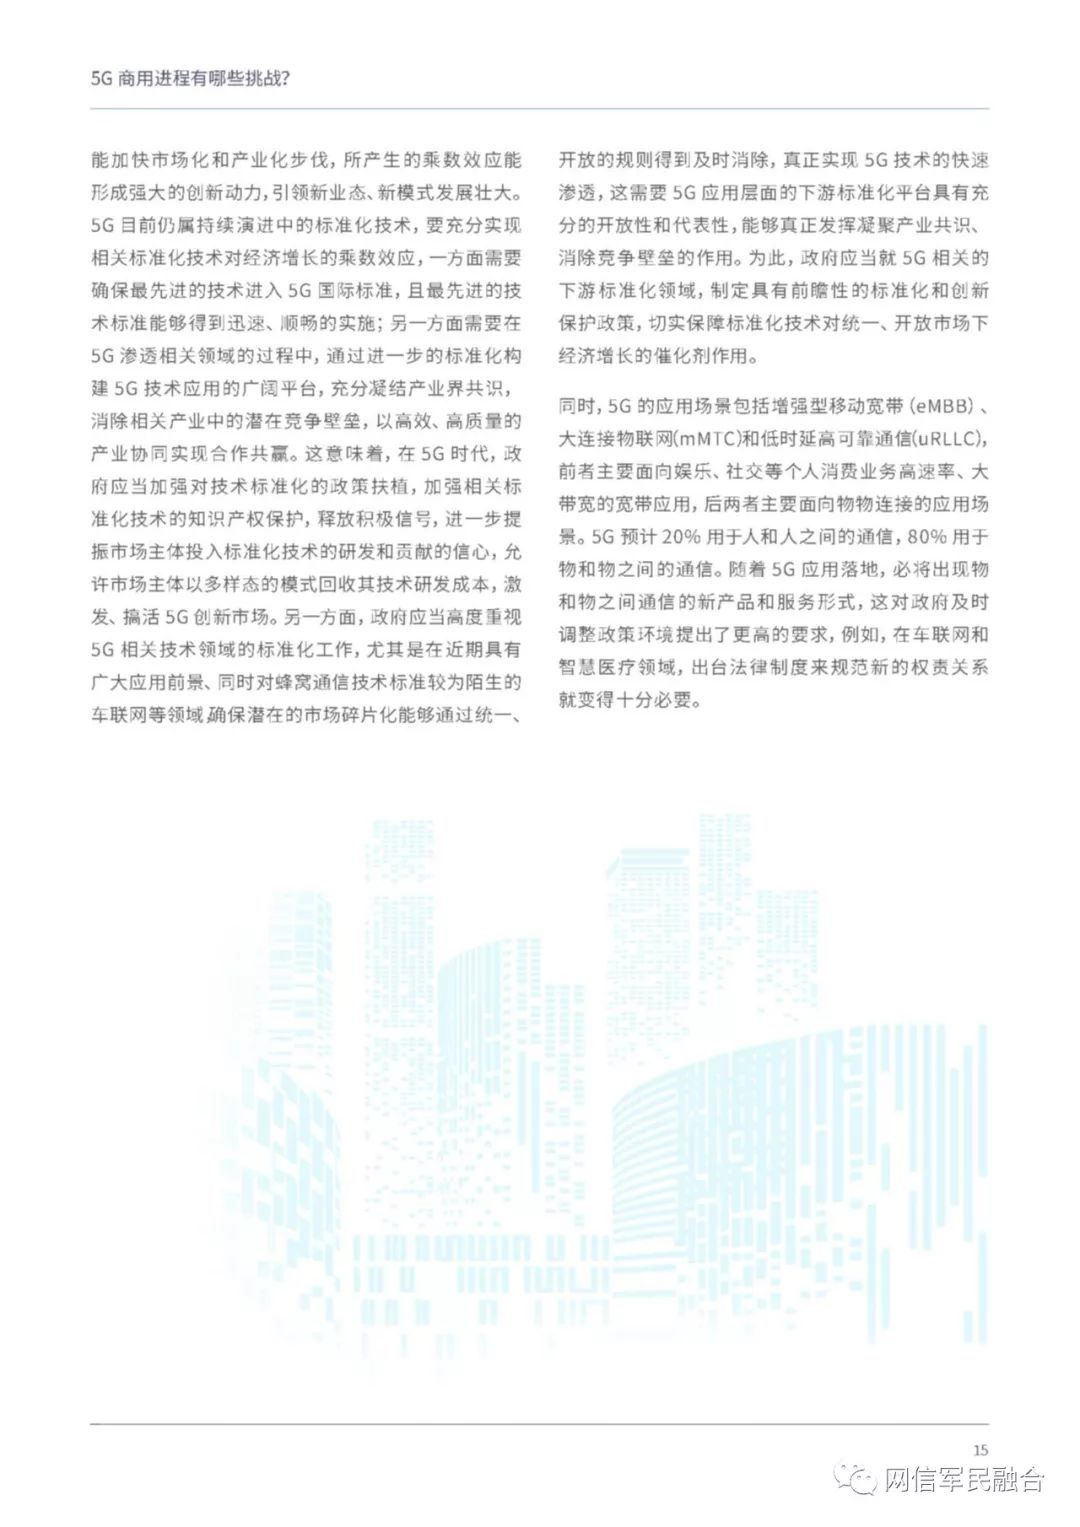 5G 商用进程有哪些挑战？
能加快市场化和产业化步伐，所产生的乘数效应能
形成强大的创新动力，引领新业态、新模式发展壮大。
5G 目前仍属持续演进中的标准化技术，要充分实现
相关标准化技术对经济增长的乘数效应，一方面需要
确保最先进的技术进入 5G 国际标准，且最先进的技
术标准能够得到迅速、顺畅的实施；另一方面需要在
5G 渗透相关领域的过程中，通过进一步的标准化构
建 5G 技术应用的广阔平台，充分凝结产业界共识，
消除相关产业中的潜在竞争壁垒，以高效、高质量的
产业协同实现合作共赢。这意味着，在 5G 时代，政
府应当加强对技术标准化的政策扶植，加强相关标
准化技术的知识产权保护，释放积极信号，进一步提
振市场主体投入标准化技术的研发和贡献的信心，允
许市场主体以多样态的模式回收其技术研发成本，激
发、搞活 5G 创新市场。另一方面，政府应当高度重视
5G 相关技术领域的标准化工作，尤其是在近期具有
广大应用前景、同时对蜂窝通信技术标准较为陌生的
车联网等领域，确保潜在的市场碎片化能够通过统一、
开放的规则得到及时消除，真正实现 5G 技术的快速
渗透，这需要 5G 应用层面的下游标准化平台具有充
分的开放性和代表性，能够真正发挥凝聚产业共识、
消除竞争壁垒的作用。为此，政府应当就 5G 相关的
下游标准化领域，制定具有前瞻性的标准化和创新
保护政策，切实保障标准化技术对统一、开放市场下
经济增长的催化剂作用。
同时，5G 的应用场景包括增强型移动宽带（eMBB）、
大连接物联网(mMTC)和低时延高可靠通信(uRLLC)，
前者主要面向娱乐、社交等个人消费业务高速率、大
带宽的宽带应用，后两者主要面向物物连接的应用场
景。5G 预计 20% 用于人和人之间的通信，80% 用于
物和物之间的通信。随着 5G 应用落地，必将出现物
和物之间通信的新产品和服务形式，这对政府及时
调整政策环境提出了更高的要求，例如，在车联网和
智慧医疗领域，出台法律制度来规范新的权责关系
就变得十分必要。
15
网信军民融合